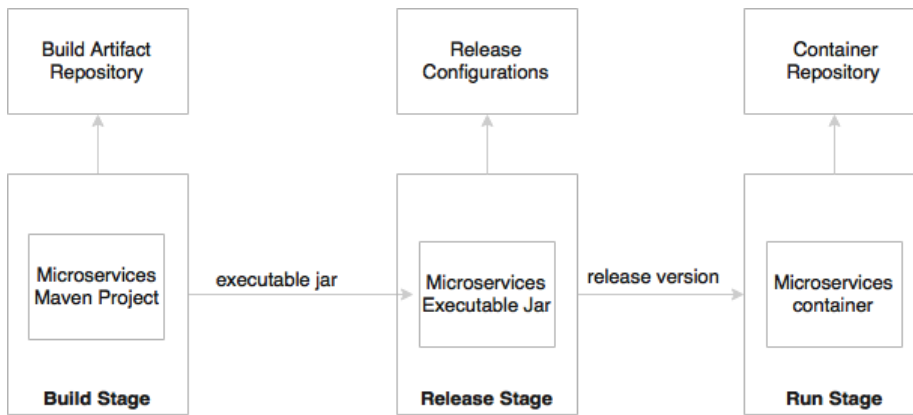 Build Artifact
Repository
Release
Configurations
Container
Repository
Microservices
Maven Project
executable jar
Microservices
Executable Jar
release version
Microservices
container
Build Stage
Release Stage
Run Stage